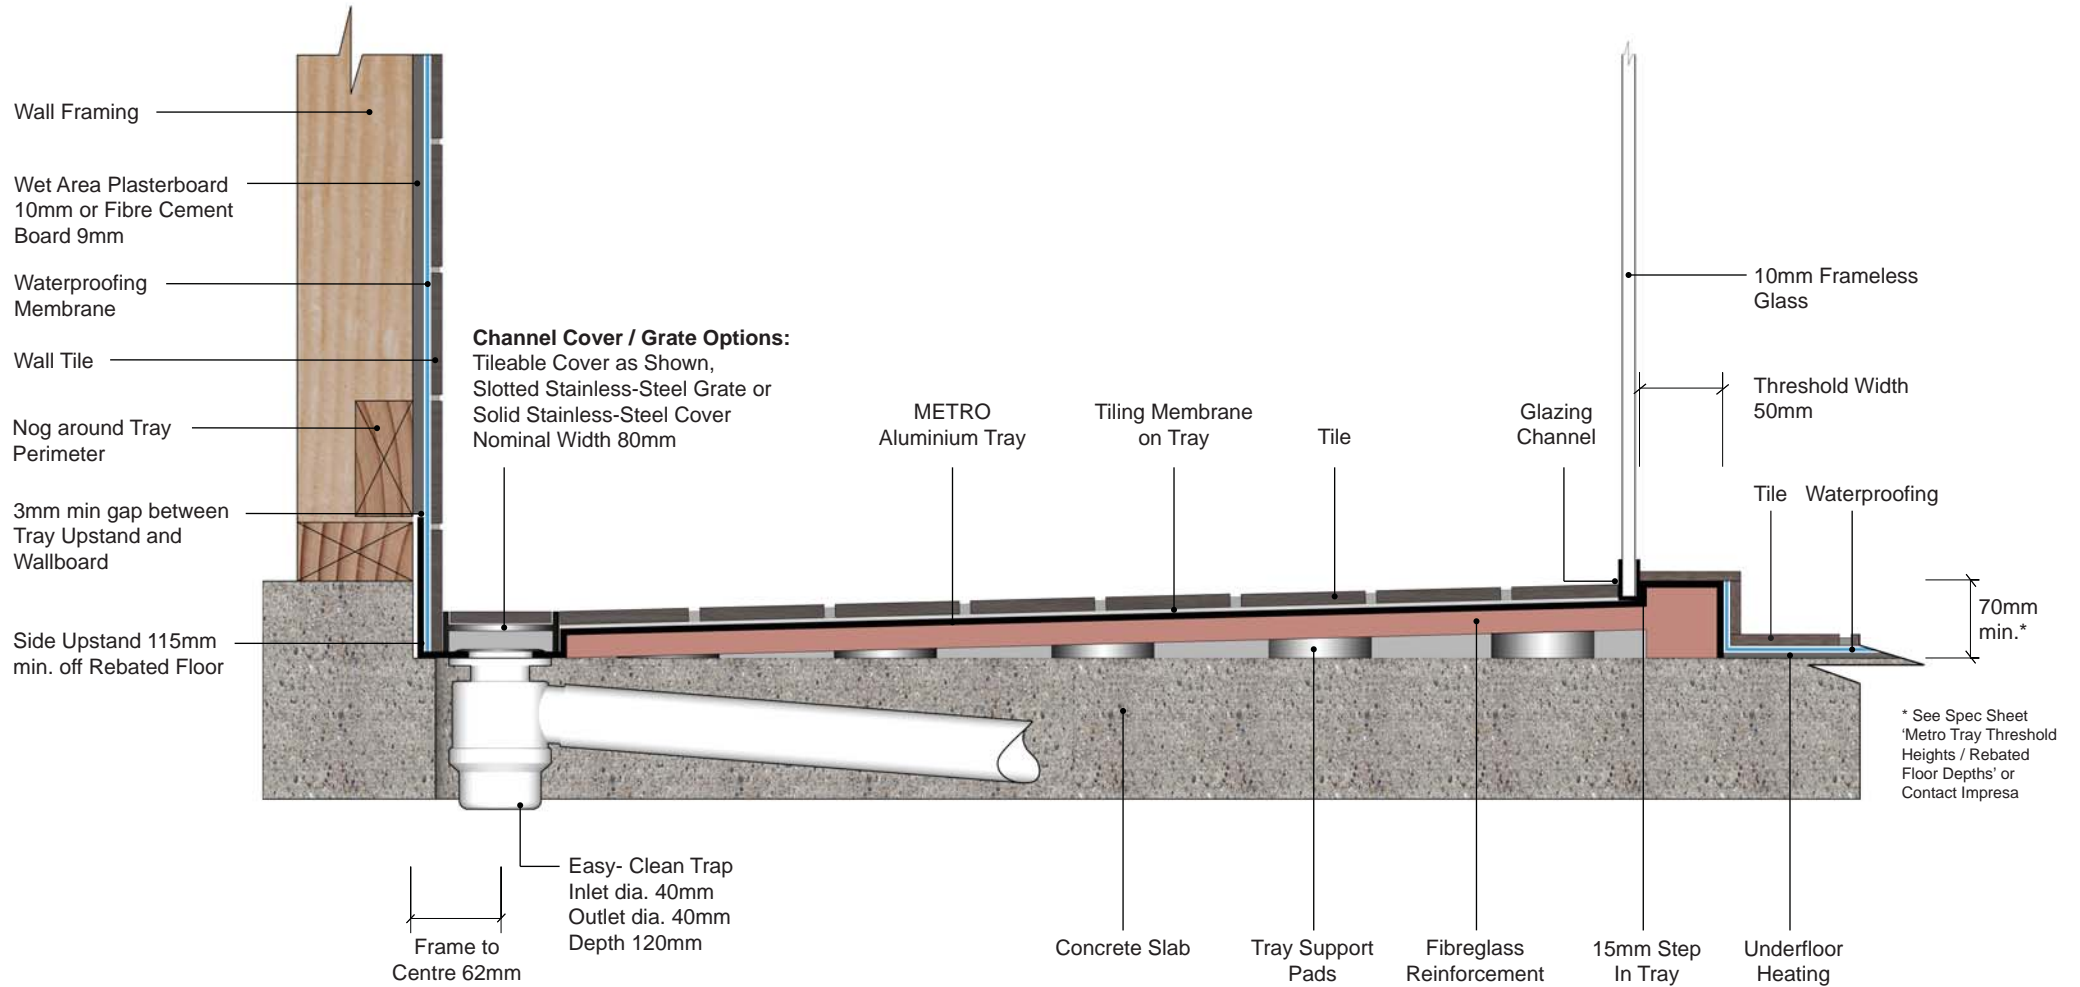 Wall Framing
Wet Area Plasterboard
10mm or Fibre Cement
Board 9mm
Waterproofing
Membrane
Wall Tile
Nog around Tray
Perimeter
3mm min gap between
Tray Upstand and
Wallboard
Side Upstand 115mm
min. off Rebated Floor
Channel Cover / Grate Options:
Tileable Cover as Shown,
Slotted Stainless-Steel Grate or
Solid Stainless-Steel Cover
Nominal Width 80mm
METRO
Aluminium Tray
Tiling Membrane
on Tray
Tile
Glazing
Channel
10mm Frameless
Glass
Threshold Width
50mm
Tile
Waterproofing
70mm
min.*
* See Spec Sheet
‘Metro Tray Threshold
Heights / Rebated
Floor Depths’ or
Contact Impresa
Easy- Clean Trap
Inlet dia. 40mm
Outlet dia. 40mm
Depth 120mm
Frame to
Centre 62mm
Concrete Slab
Tray Support
Pads
Fibreglass
Reinforcement
15mm Step
In Tray
Underfloor
Heating